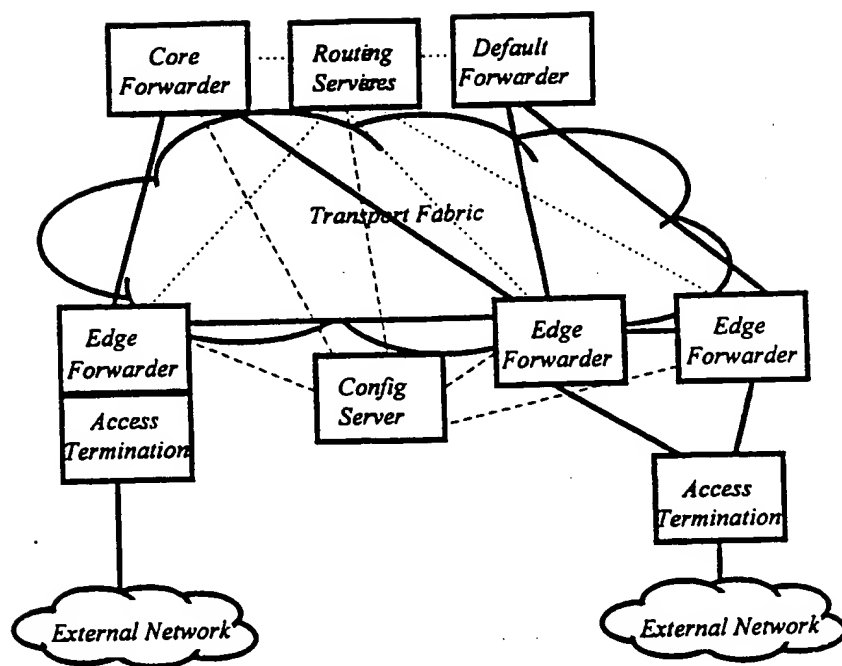 Core
Forwarder
Routing
Services
Default
Forwarder
Transport Fabric
Edge
Forwarder
Access
Termination
Config
Server
Edge
Forwarder
Edge
Forwarder
Access
Termination
External Network
External Network